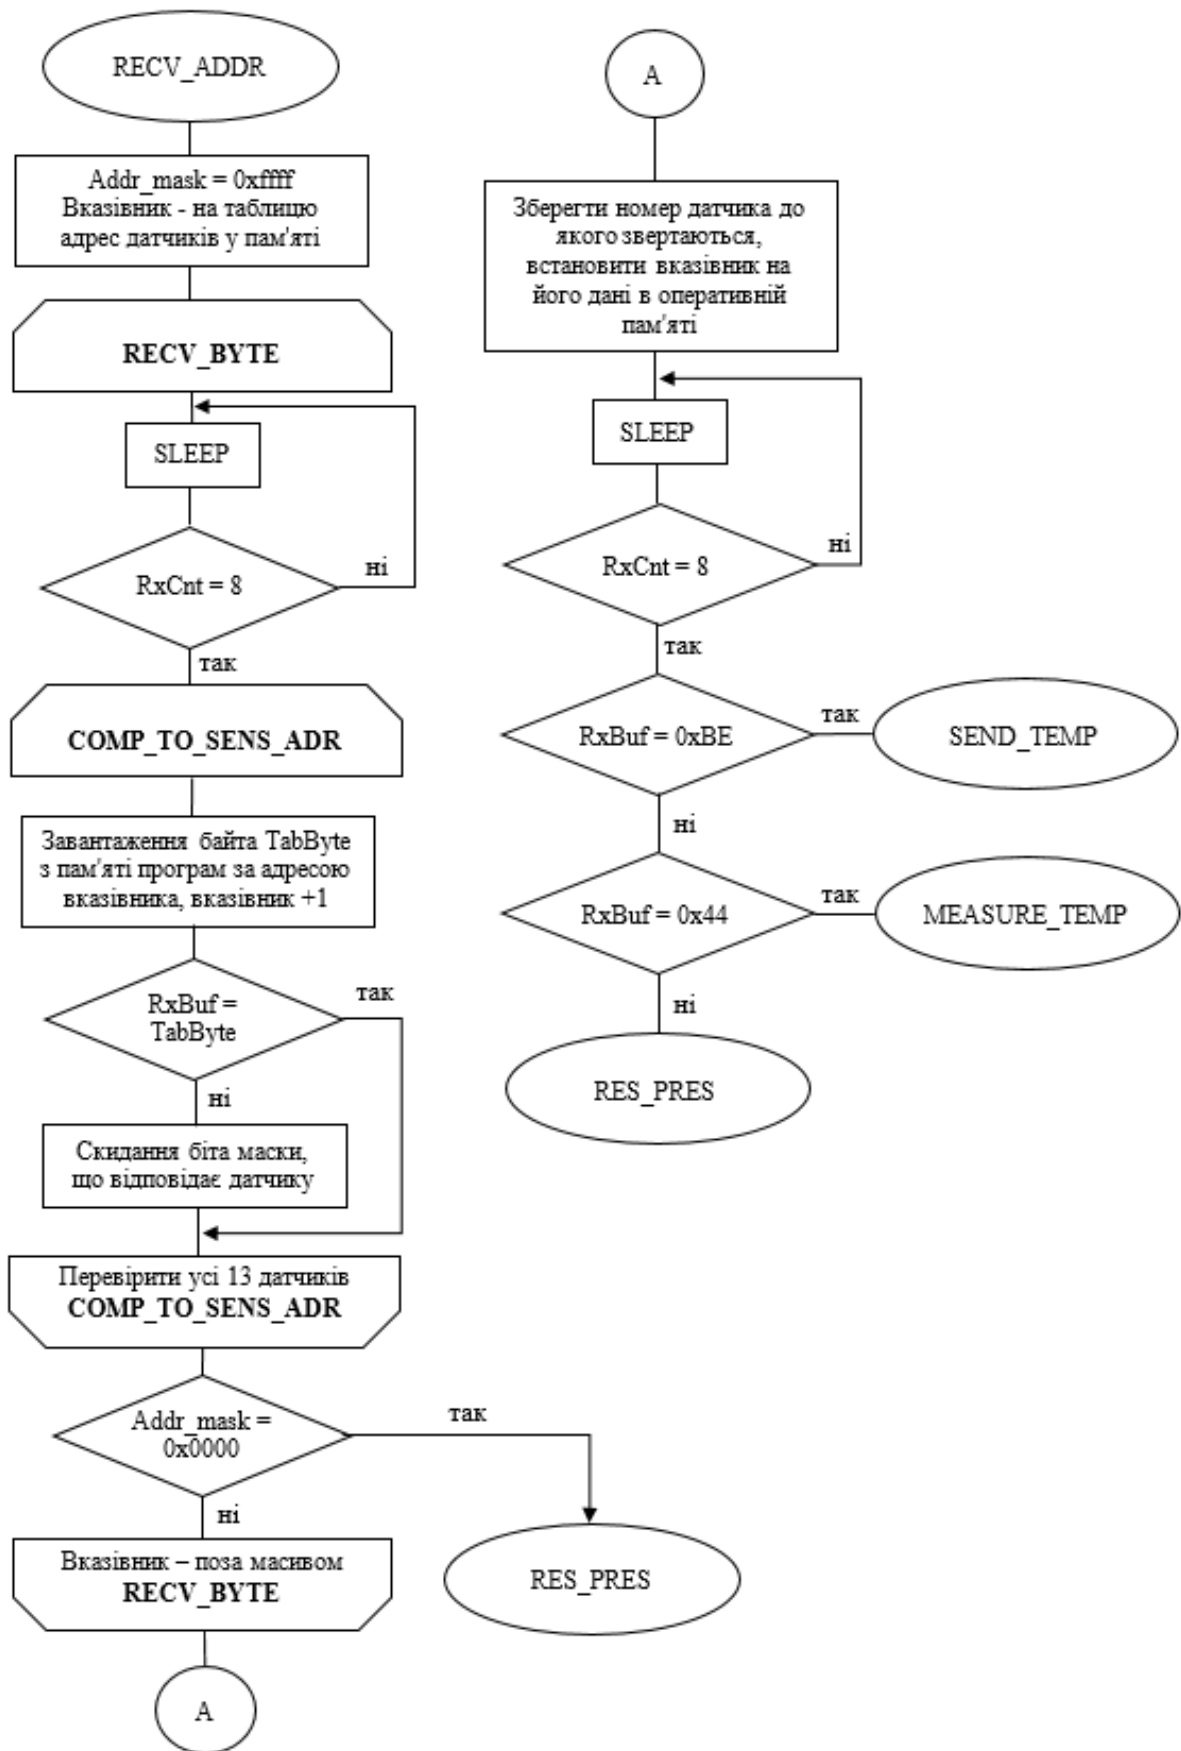 RECV_ADDR
Addr_mask = 0xffff
Вказівник - на таблицю
адрес датчиків у пам'яті
RECV_BYTE
SLEEP
RxCnt = 8
ні
так
COMP_TO_SENS_ADR
Завантаження байта TabByte
з пам'яті програм за адресою
вказівника, вказівник +1
RxBuf =
TabByte
так
ні
Скидання біта маски,
що відповідає датчику
Перевірити усі 13 датчиків
COMP_TO_SENS_ADR
Addr_mask =
0x0000
так
ні
RES_PRES
Вказівник – поза масивом
RECV_BYTE
A
A
Зберегти номер датчика до
якого звертаються,
встановити вказівник на
його дані в оперативній
пам'яті
SLEEP
RxCnt = 8
ні
так
RxBuf = 0xBE
так
SEND_TEMP
ні
RxBuf = 0x44
так
MEASURE_TEMP
ні
RES_PRES